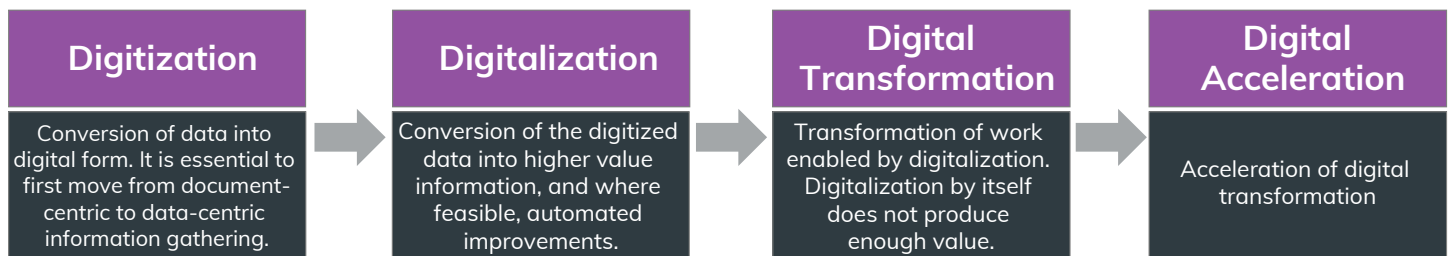 Digitization
Conversion of data into
digital form. It is essential to
first move from document-
centric to data-centric
information gathering.
Digitalization
Conversion of the digitized
data into higher value
information, and where
feasible, automated
improvements.
Digital
Transformation
Transformation of work
enabled by digitalization.
Digitalization by itself
does not produce
enough value.
Digital
Acceleration
Acceleration of digital
transformation